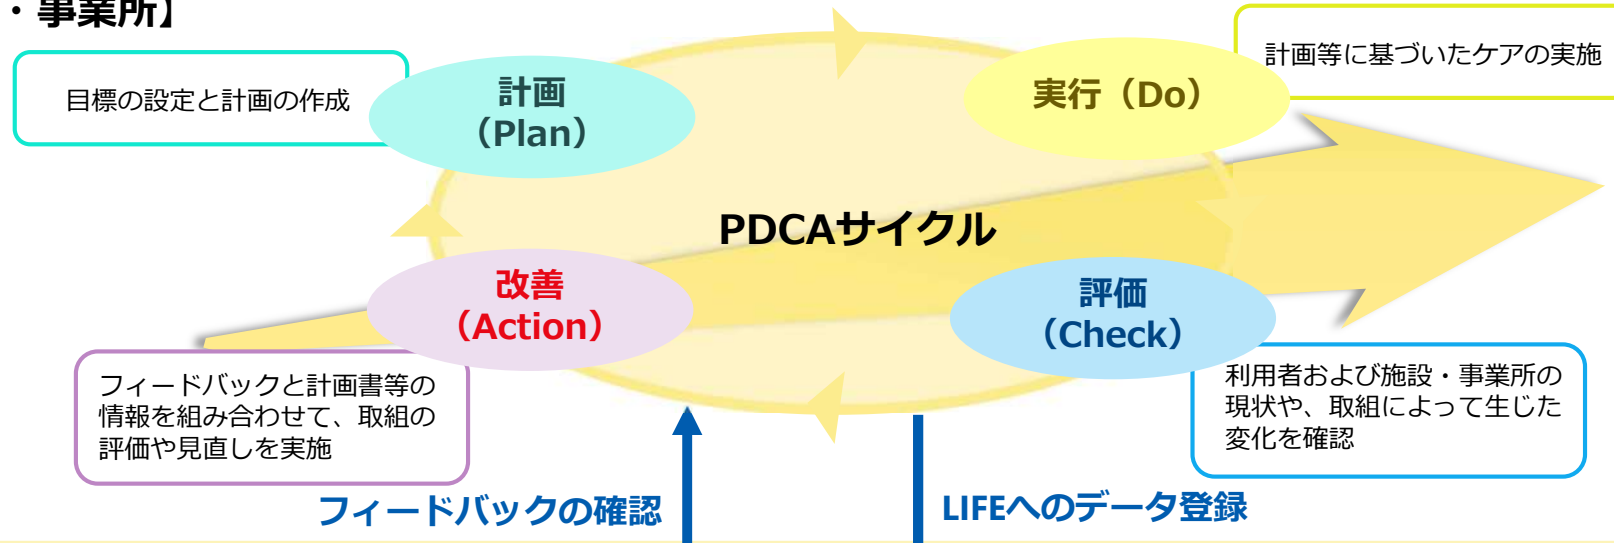 ・事業所】
目標の設定と計画の作成
計画
（Plan）
実行（Do）
計画等に基づいたケアの実施
PDCAサイクル
改善
（Action）
評価
（Check）
フィードバックと計画書等の
情報を組み合わせて、取組の
評価や見直しを実施
利用者および施設・事業所の
現状や、取組によって生じた
変化を確認
フィードバックの確認
LIFEへのデータ登録